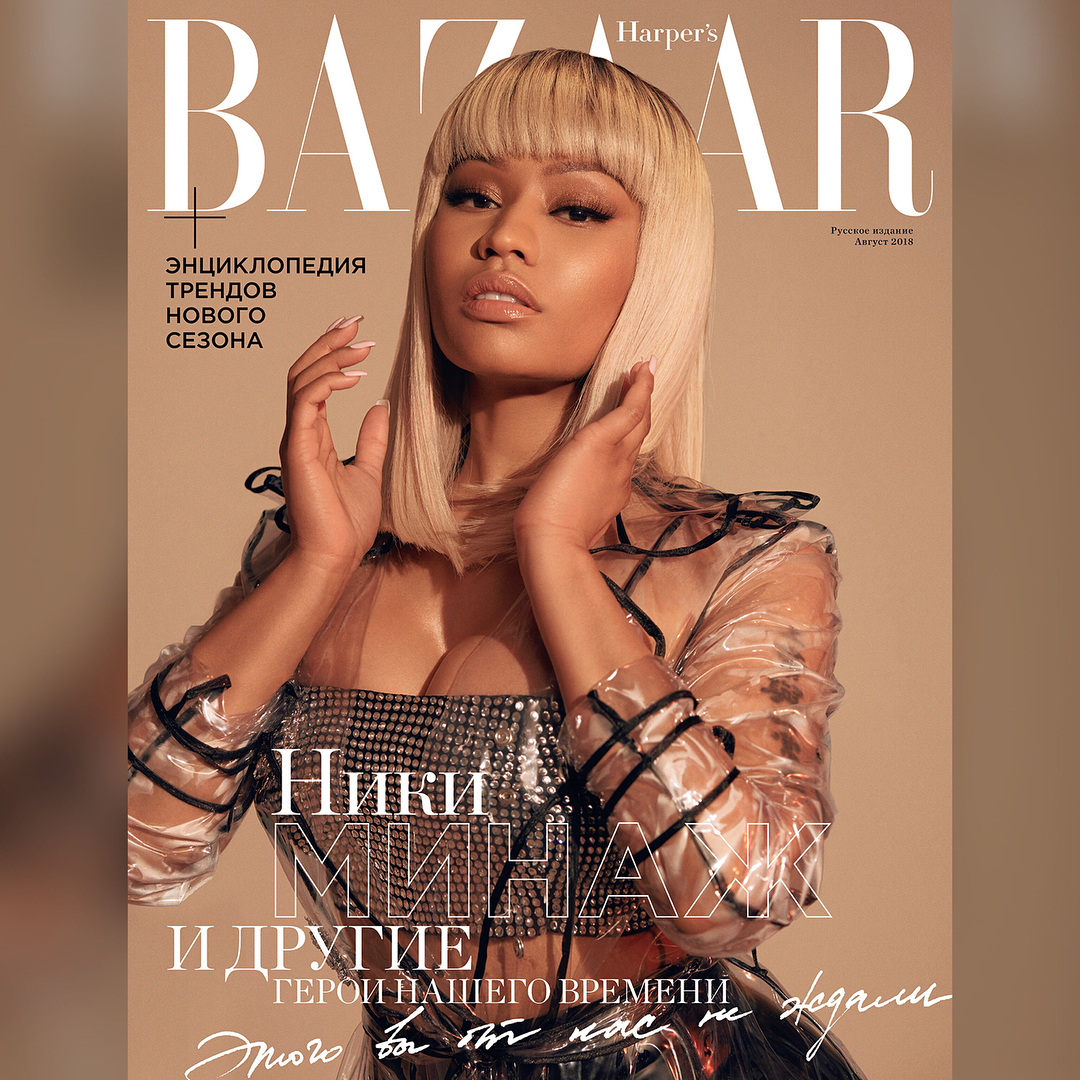 Harper's
BAZAAR
Русское издание
Август 2018
ЭНЦИКЛОПЕДИЯ
ТРЕНДОВ
НОВОГО
СЕЗОНА
Ники
МИНАЖ
И ДРУГИЕ
ГЕРОИ НАШЕГО ВРЕМЕНИ
Этого вы от нас не ждали